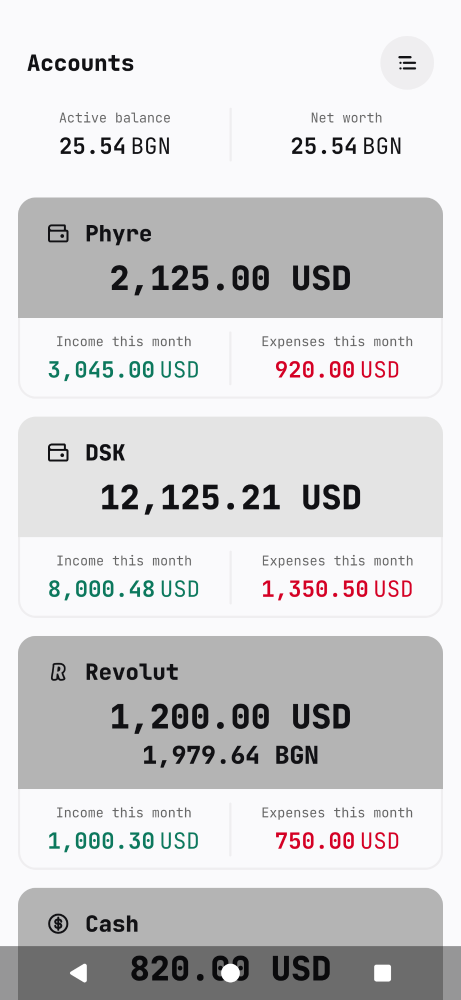 Accounts
Active balance
25.54 BGN
Net worth
25.54 BGN
Phyre
2,125.00 USD
Income this month
3,045.00 USD
Expenses this month
920.00 USD
DSK
12,125.21 USD
Income this month
8,000.48 USD
Expenses this month
1,350.50 USD
Revolut
1,200.00 USD
1,979.64 BGN
Income this month
1,000.30 USD
Expenses this month
750.00 USD
Cash
820.00 USD